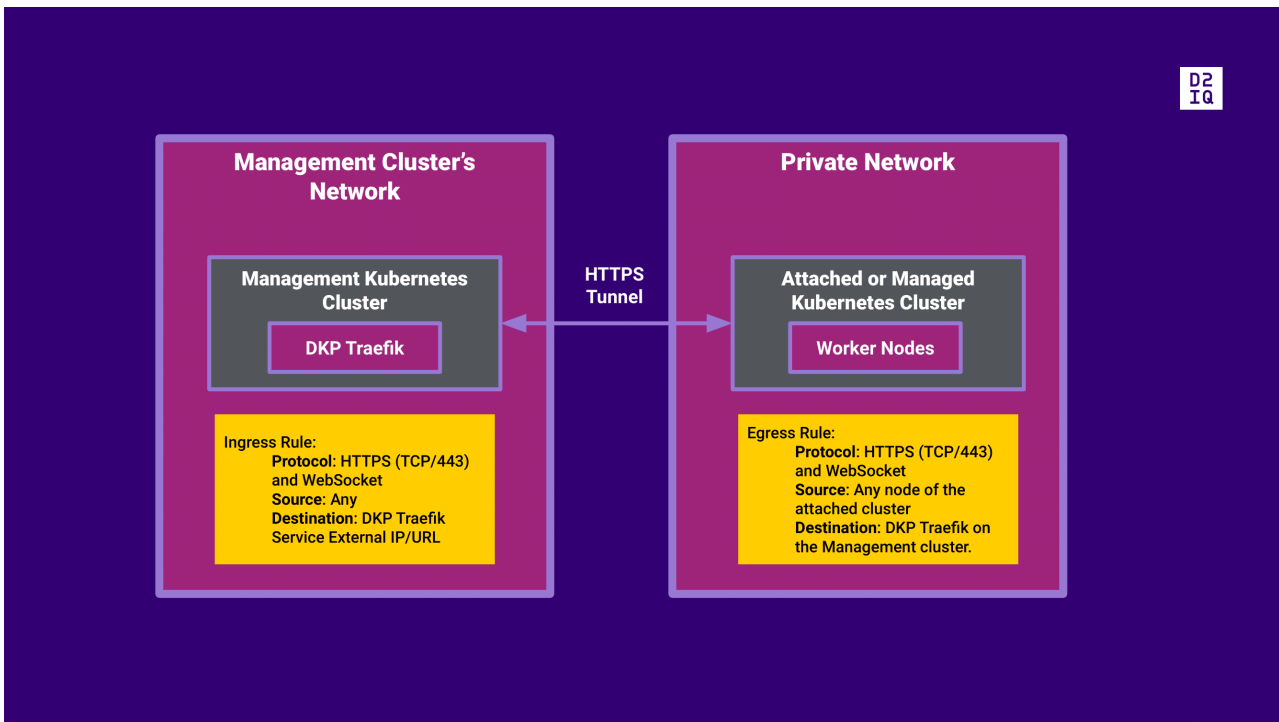 D2
IQ
Management Cluster’s
Network
Private Network
Management Kubernetes
Cluster
DKP Traefik
HTTPS
Tunnel
Attached or Managed
Kubernetes Cluster
Worker Nodes
Ingress Rule:
Protocol: HTTPS (TCP/443)
and WebSocket
Source: Any
Destination: DKP Traefik
Service External IP/URL
Egress Rule:
Protocol: HTTPS (TCP/443)
and WebSocket
Source: Any node of the
attached cluster
Destination: DKP Traefik on
the Management cluster.